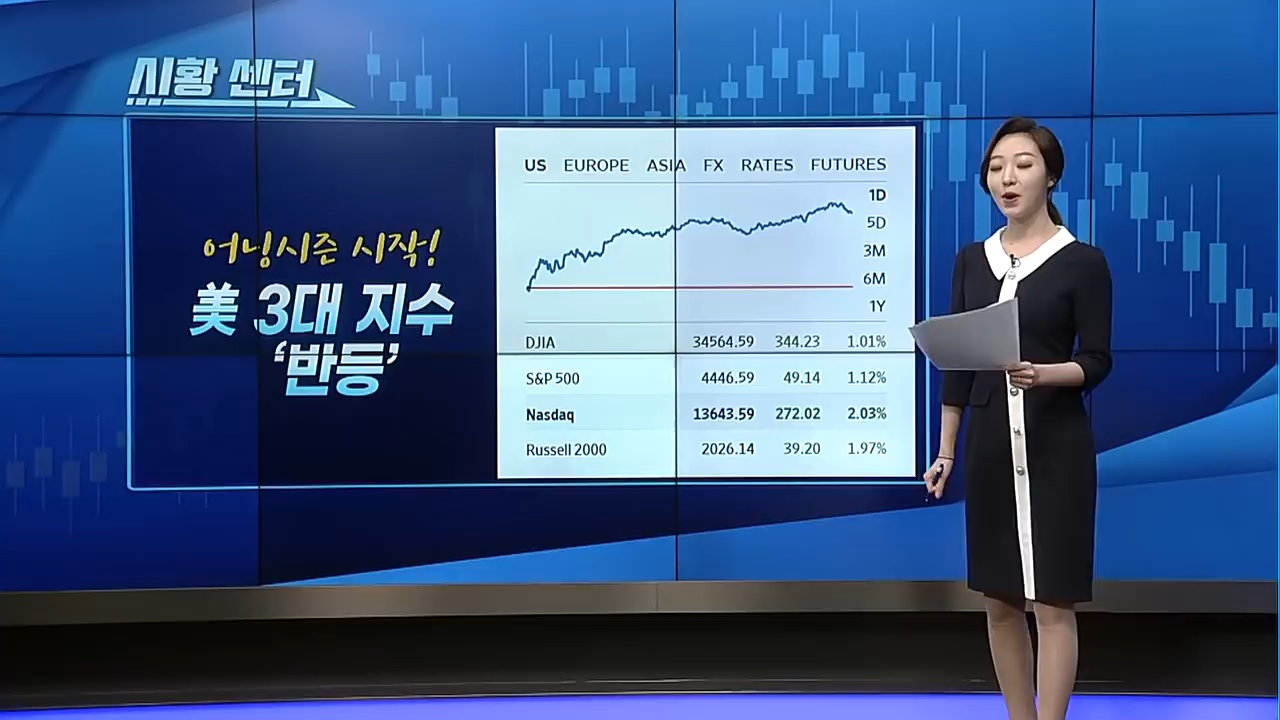 시황 센터
어닝시즌 시작!
美 3대 지수
‘반등’
US EUROPE ASIA FX RATES FUTURES
1D
5D
3M
6M
1Y
DJIA 34564.59 344.23 1.01%
S&P 500 4446.59 49.14 1.12%
Nasdaq 13643.59 272.02 2.03%
Russell 2000 2026.14 39.20 1.97%